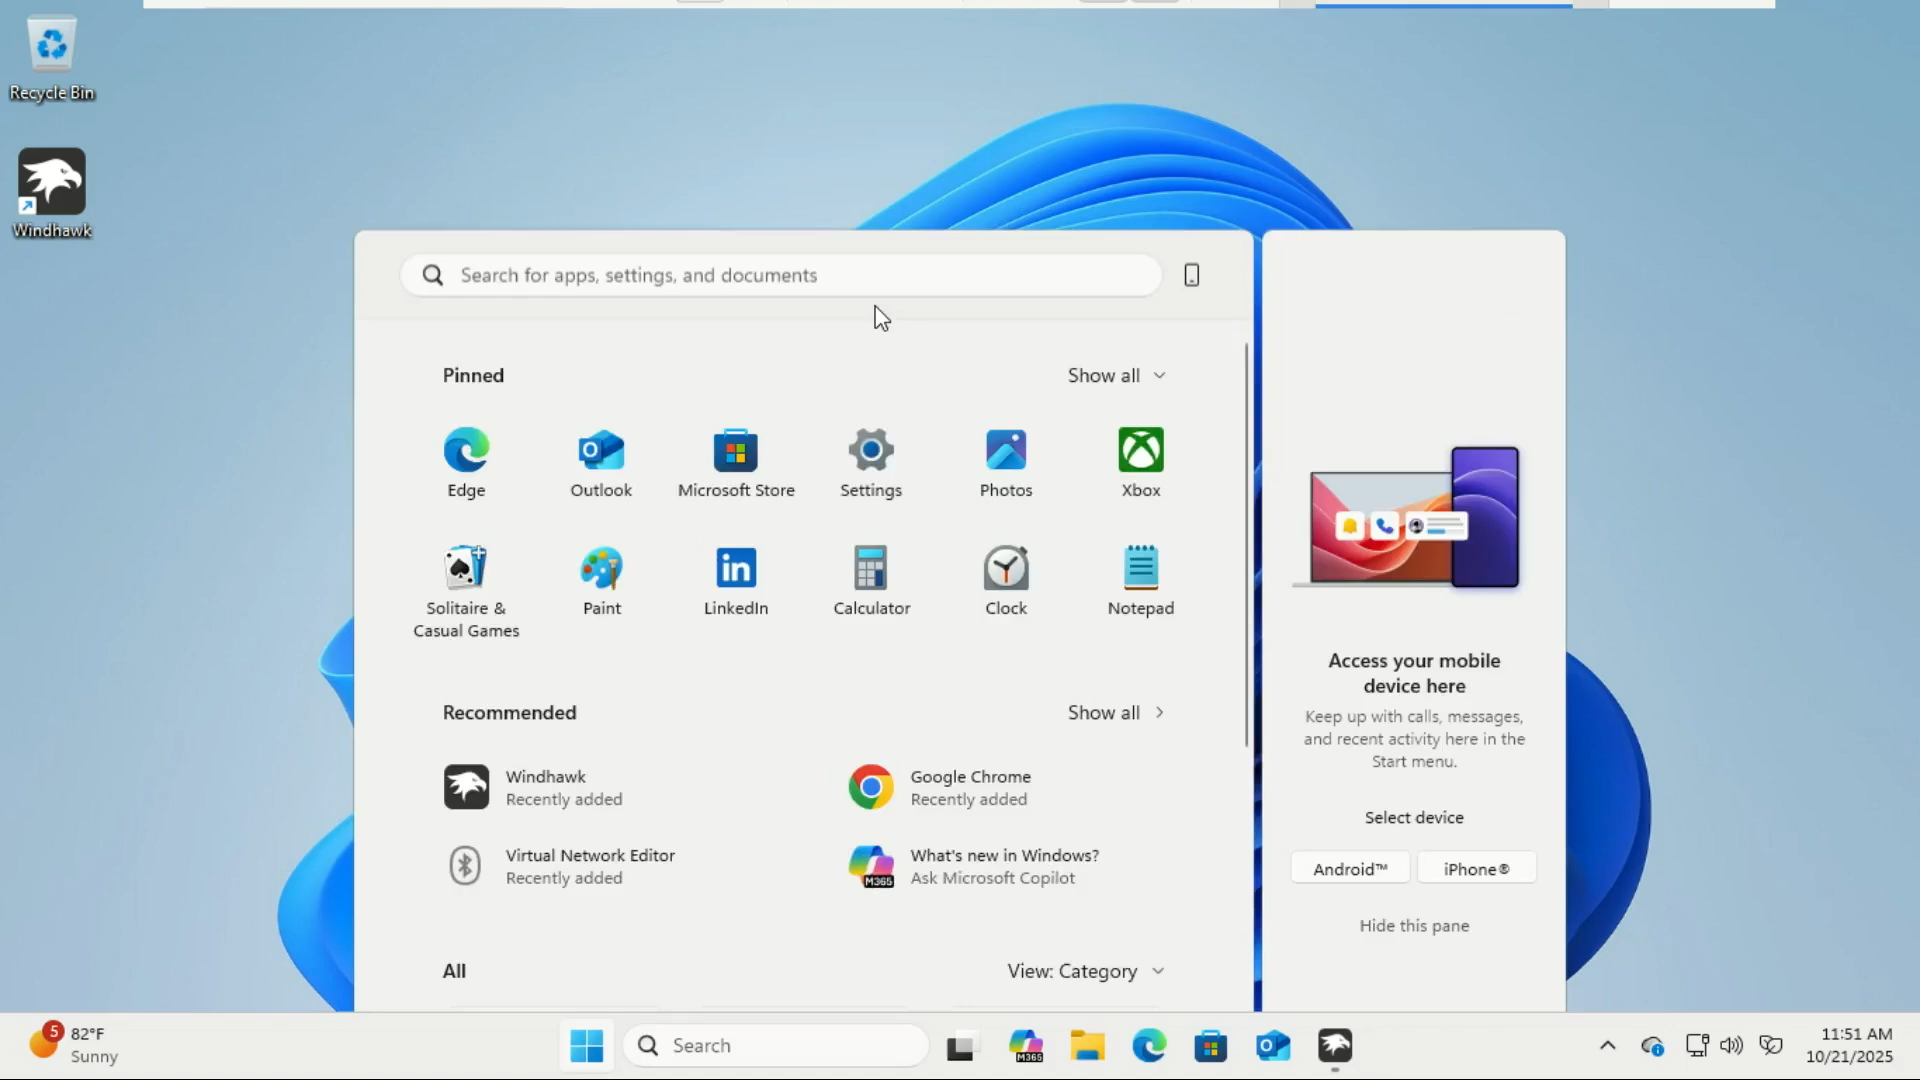 Recycle Bin
Windhawk
Search for apps, settings, and documents
Pinned
Show all
Edge
Outlook
Microsoft Store
Settings
Photos
Xbox
Solitaire &
Casual Games
Paint
LinkedIn
Calculator
Clock
Notepad
Recommended
Show all
Windhawk
Recently added
Google Chrome
Recently added
Virtual Network Editor
Recently added
M365
What's new in Windows?
Ask Microsoft Copilot
All
View: Category
Access your mobile
device here
Keep up with calls, messages,
and recent activity here in the
Start menu.
Select device
Android™
iPhone®
Hide this pane
5
82°F
Sunny
Search
M365
11:51 AM
10/21/2025